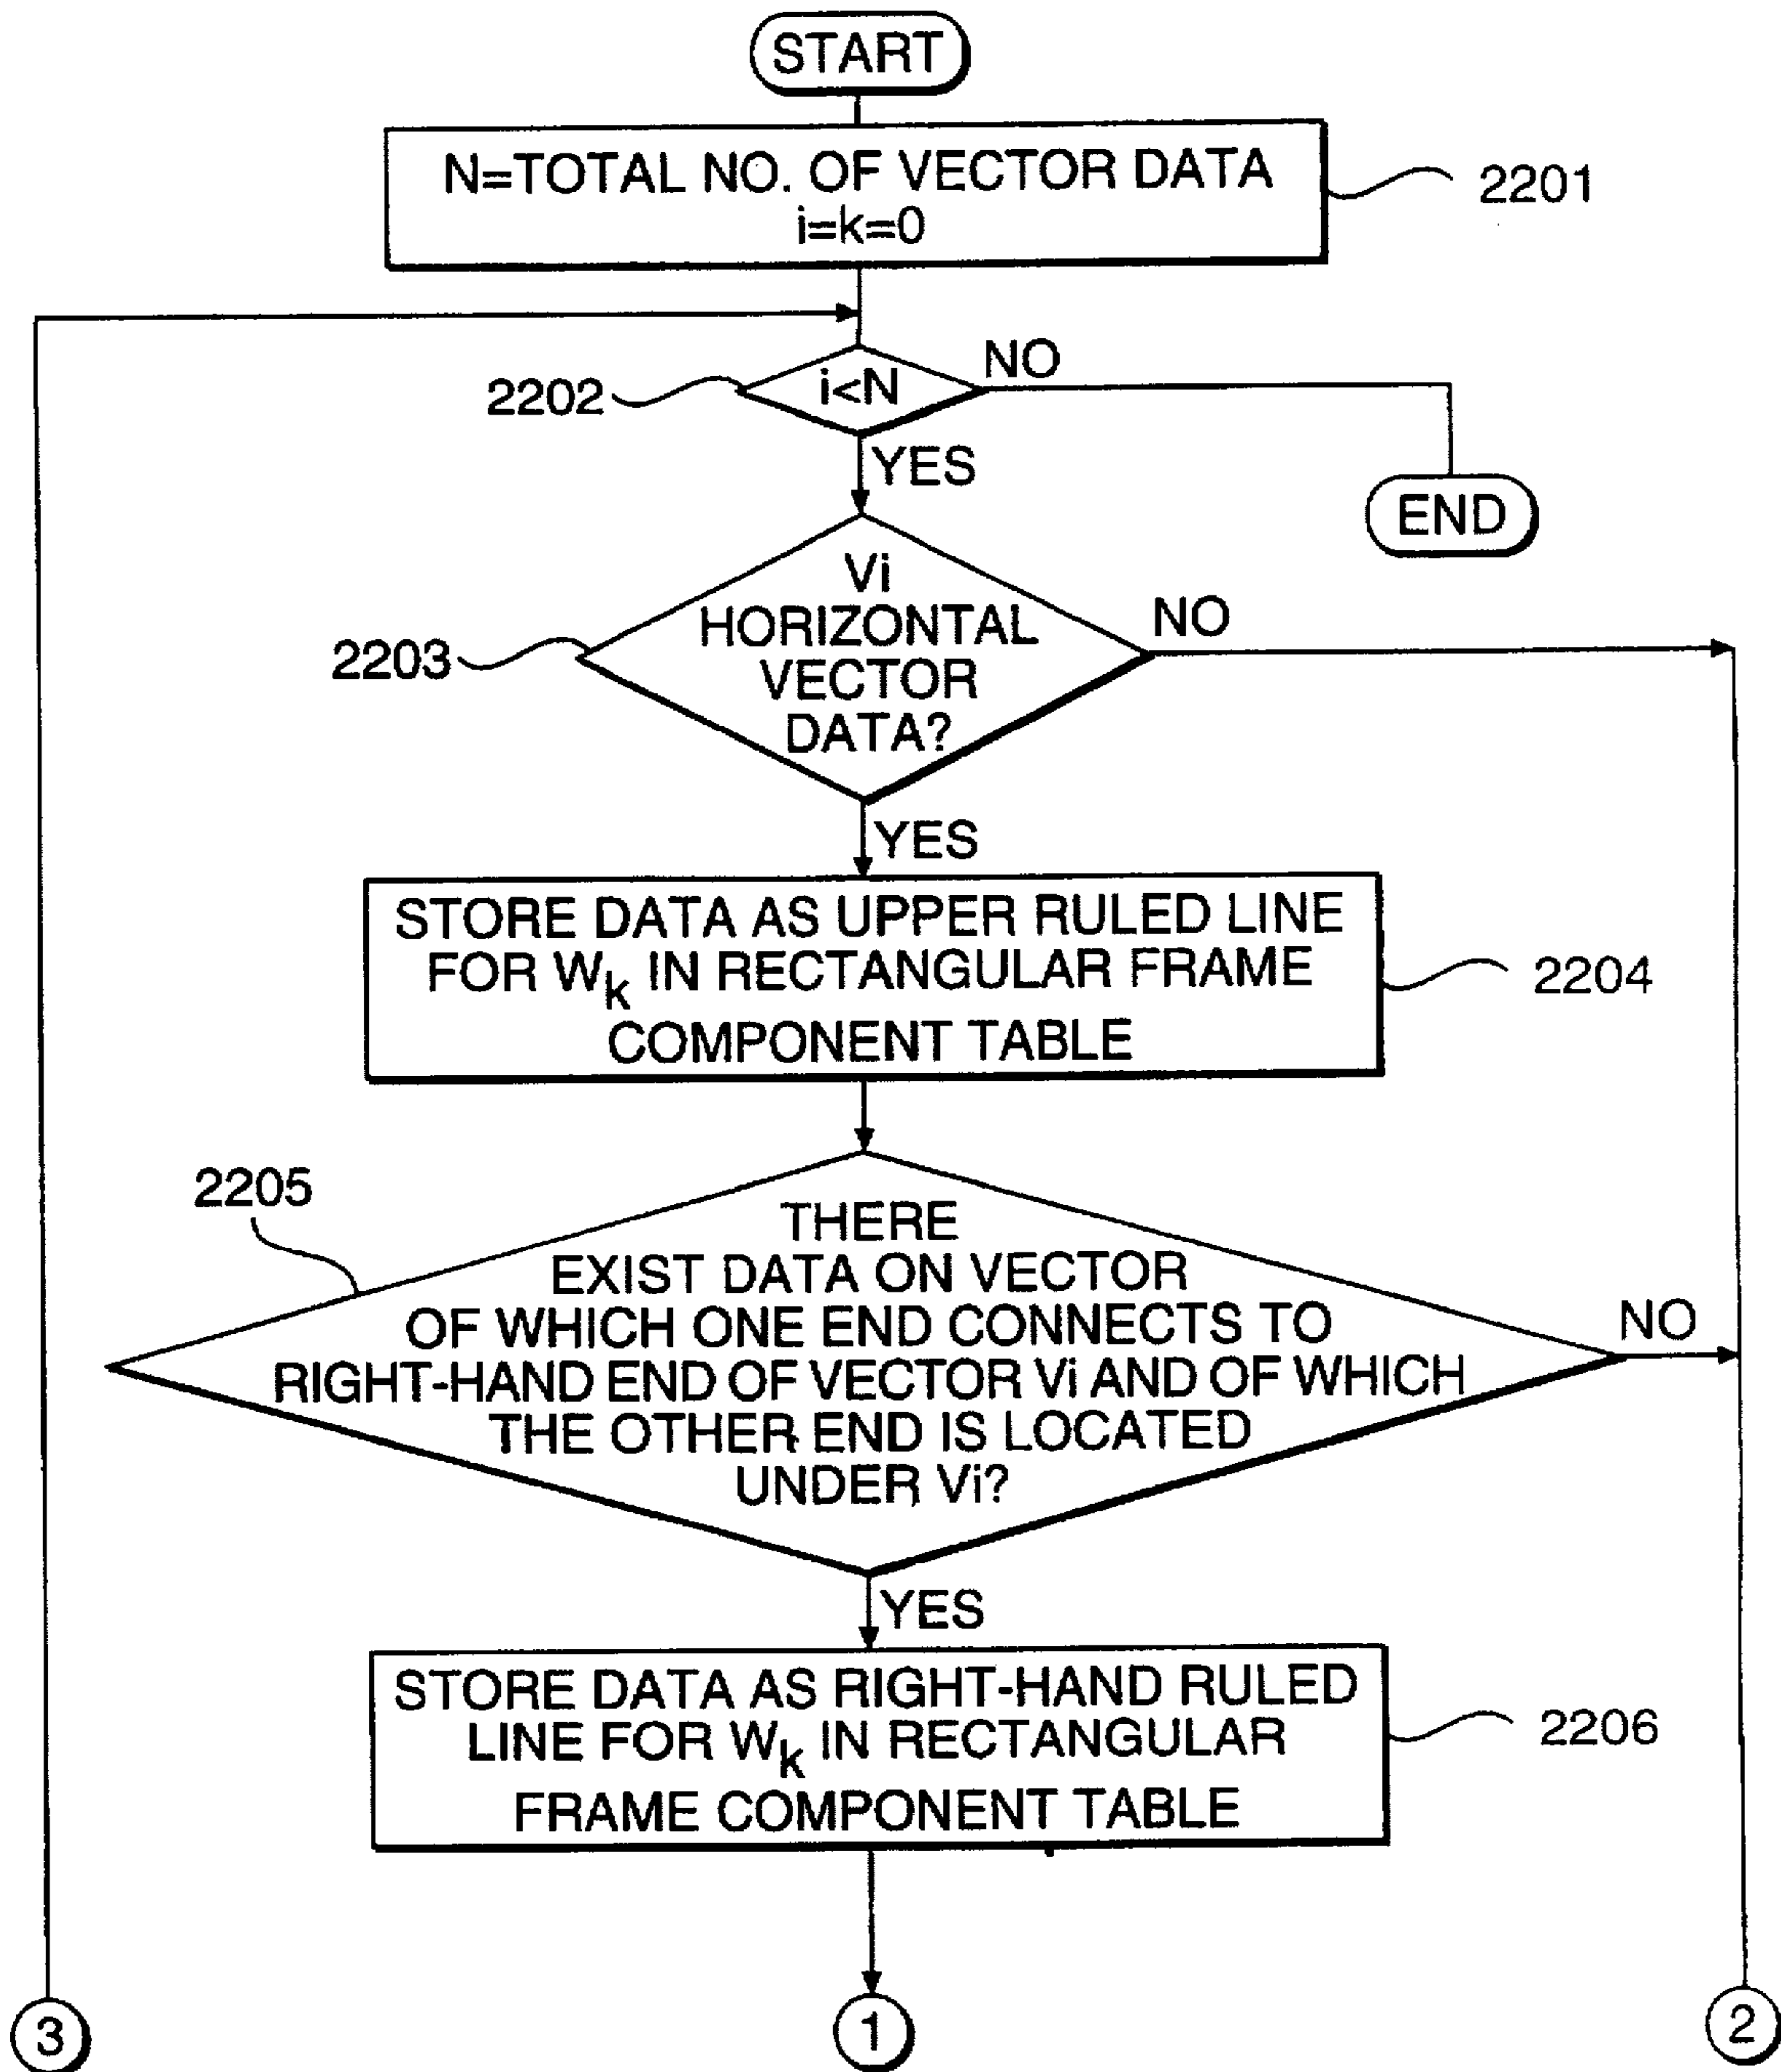 START
N=TOTAL NO. OF VECTOR DATA
i=k=0
2201
2202
i<N
NO
YES
END
2203
Vi
HORIZONTAL
VECTOR
DATA?
NO
YES
STORE DATA AS UPPER RULED LINE
FOR Wk IN RECTANGULAR FRAME
COMPONENT TABLE
2204
2205
THERE
EXIST DATA ON VECTOR
OF WHICH ONE END CONNECTS TO
RIGHT-HAND END OF VECTOR Vi AND OF WHICH
THE OTHER END IS LOCATED
UNDER Vi?
NO
YES
STORE DATA AS RIGHT-HAND RULED
LINE FOR Wk IN RECTANGULAR
FRAME COMPONENT TABLE
2206
3
1
2